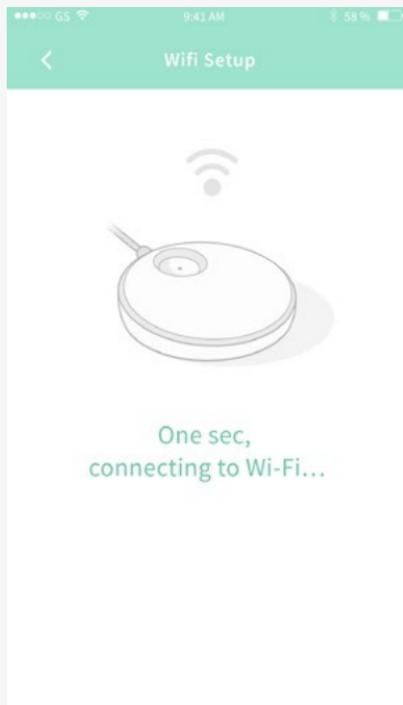 GS 9:41 AM 58 %
Wifi Setup
One sec,
connecting to Wi-Fi...